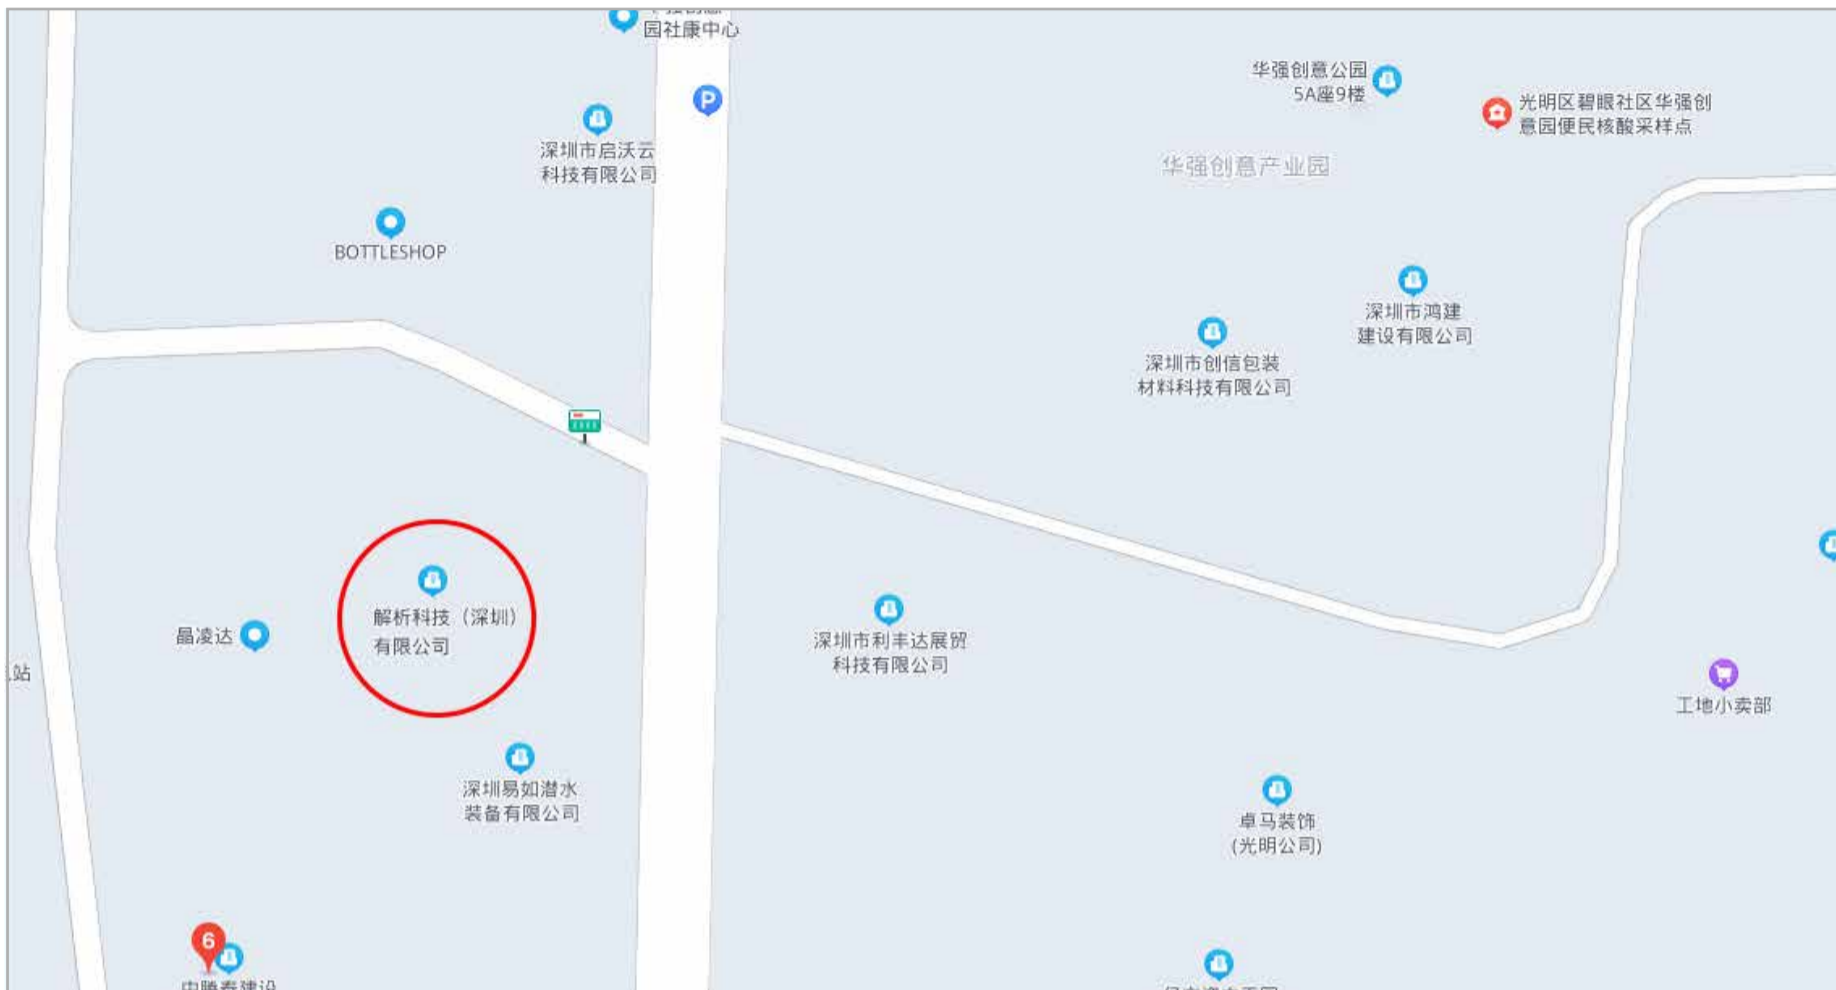 园社康中心
P
华强创意公园
5A座9楼
光明区碧眼社区华强创
意园便民核酸采样点
深圳市启沃云
科技有限公司
华强创意产业园
BOTTLESHOP
深圳市鸿建
建设有限公司
深圳市创信包装
材料科技有限公司
解析科技（深圳）
有限公司
晶凌达
深圳市利丰达展贸
科技有限公司
站
工地小卖部
深圳易如潜水
装备有限公司
卓马装饰
(光明公司)
6
中腾泰建设